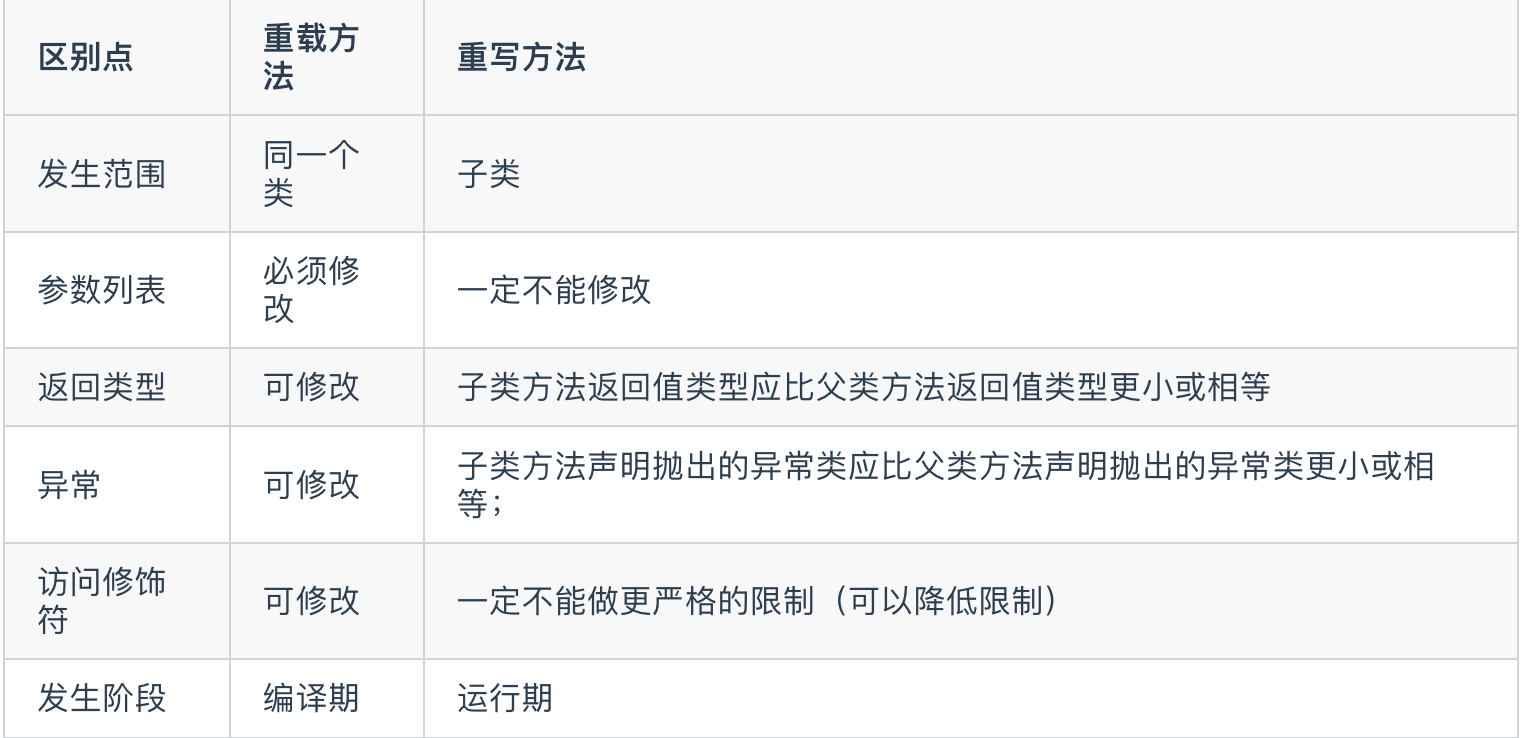 区别点
重载方
法
重写方法
发生范围
同一个
类
子类
参数列表
必须修
改
一定不能修改
返回类型
可修改
子类方法返回值类型应比父类方法返回值类型更小或相等
异常
可修改
子类方法声明抛出的异常类应比父类方法声明抛出的异常类更小或相
等；
访问修饰
符
可修改
一定不能做更严格的限制（可以降低限制）
发生阶段
编译期
运行期